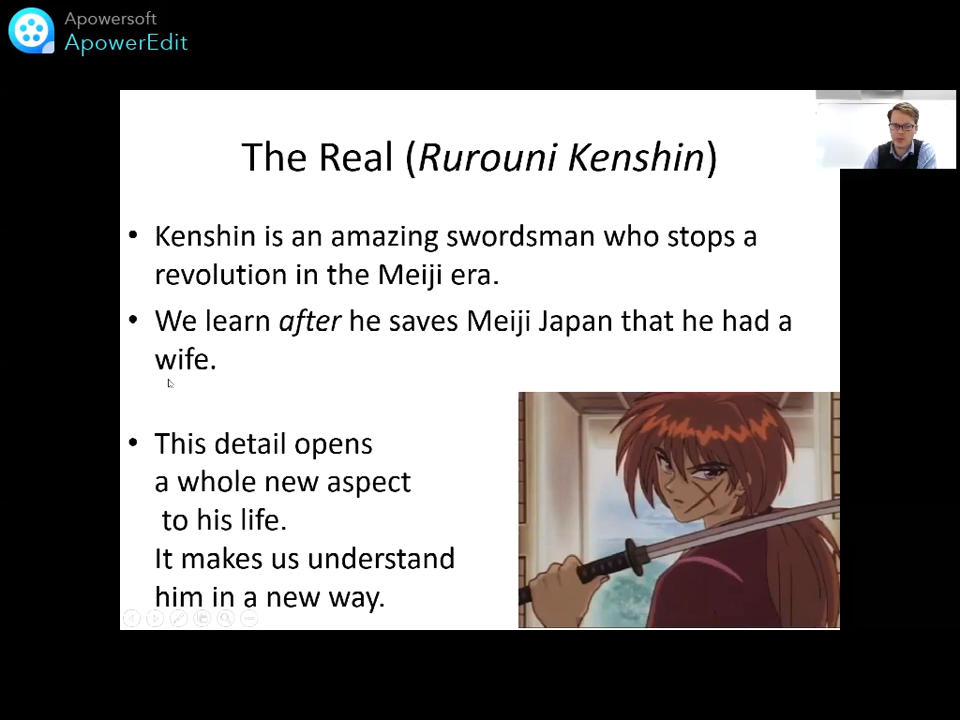 Apowersoft
ApowerEdit
The Real (Rurouni Kenshin)
• Kenshin is an amazing swordsman who stops a
revolution in the Meiji era.
• We learn after he saves Meiji Japan that he had a
wife.
• This detail opens
a whole new aspect
to his life.
It makes us understand
him in a new way.